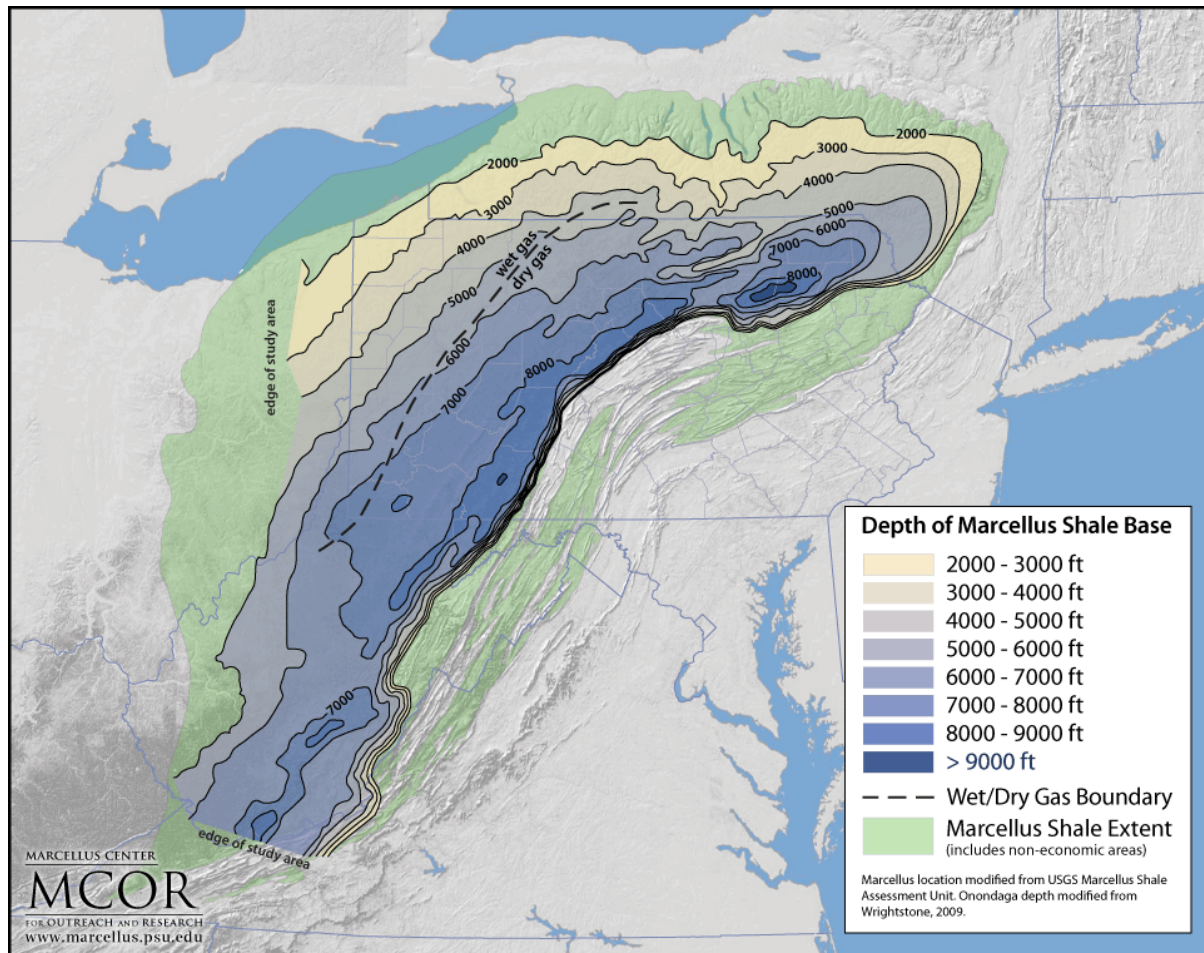 2000
2000
3000
3000
4000
4000
5000
6000
7000
8000
wet gas
dry gas
5000
6000
7000
8000
edge of study area
7000
edge of study area
Depth of Marcellus Shale Base
2000 - 3000 ft
3000 - 4000 ft
4000 - 5000 ft
5000 - 6000 ft
6000 - 7000 ft
7000 - 8000 ft
8000 - 9000 ft
> 9000 ft
Wet/Dry Gas Boundary
Marcellus Shale Extent
(includes non-economic areas)
Marcellus location modified from USGS Marcellus Shale
Assessment Unit. Onondaga depth modified from
Wrightstone, 2009.
MARCELLUS CENTER
MCOR
FOR OUTREACH AND RESEARCH
www.marcellus.psu.edu